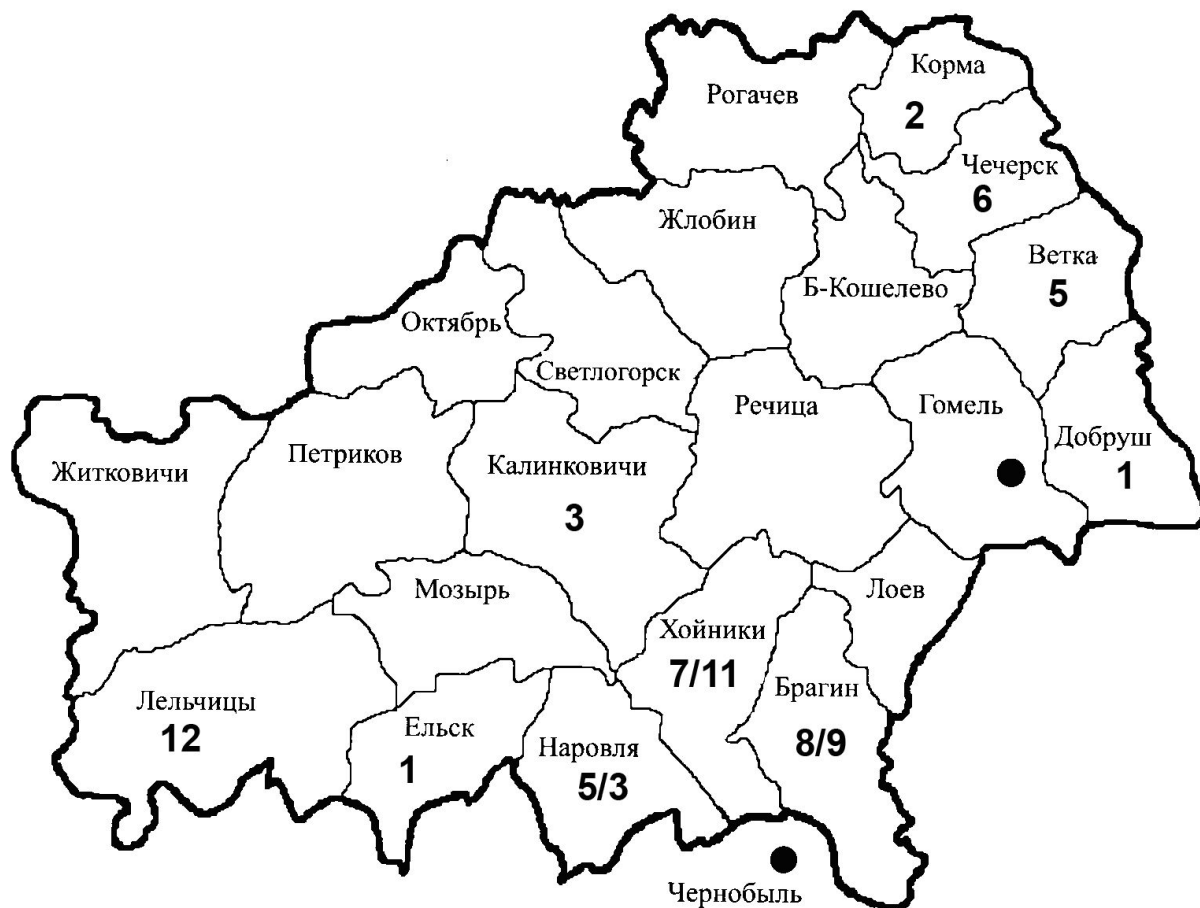 Корма
2
Рогачев
Чечерск
6
Жлобин
Ветка
5
Б-Кошелево
Октябрь
Светлогорск
Речица
Гомель
Добруш
1
Житковичи
Петриков
Калинковичи
3
Мозырь
Лоев
Хойники
7/11
Брагин
8/9
Лельчицы
12
Ельск
1
Наровля
5/3
Чернобыль